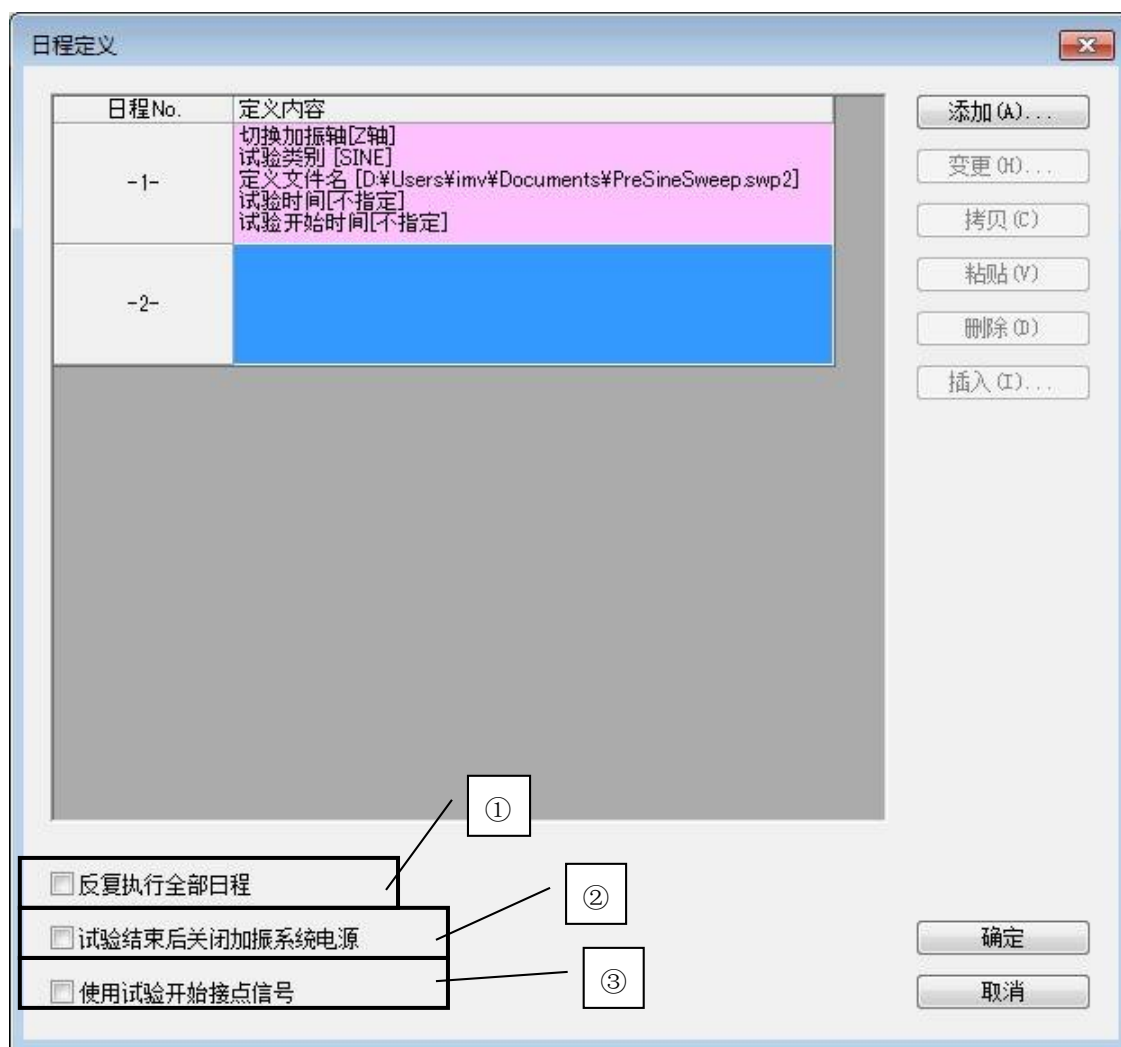 日程定义
日程No. 定义内容
-1-
切换加振轴[Z轴]
试验类别 [SINE]
定义文件名 [D:¥Users¥imv¥Documents¥PreSineSweep.swp2]
试验时间[不指定]
试验开始时间[不指定]
-2-
添加(A)...
变更(H)...
拷贝(C)
粘贴(V)
删除(D)
插入(I)...
①
反复执行全部日程
②
试验结束后关闭加振系统电源
③
使用试验开始接点信号
确定
取消